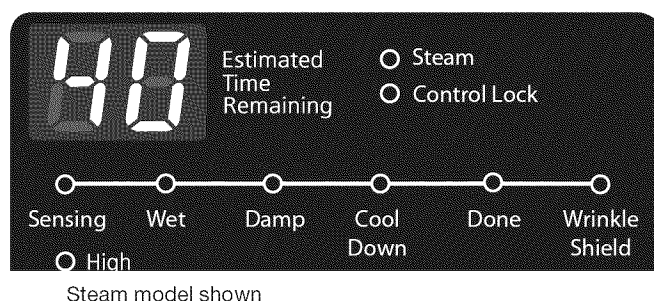 40
Estimated
Time
Remaining
Steam
Control Lock
Sensing
Wet
Damp
Cool
Down
Done
Wrinkle
Shield
High
Steam model shown